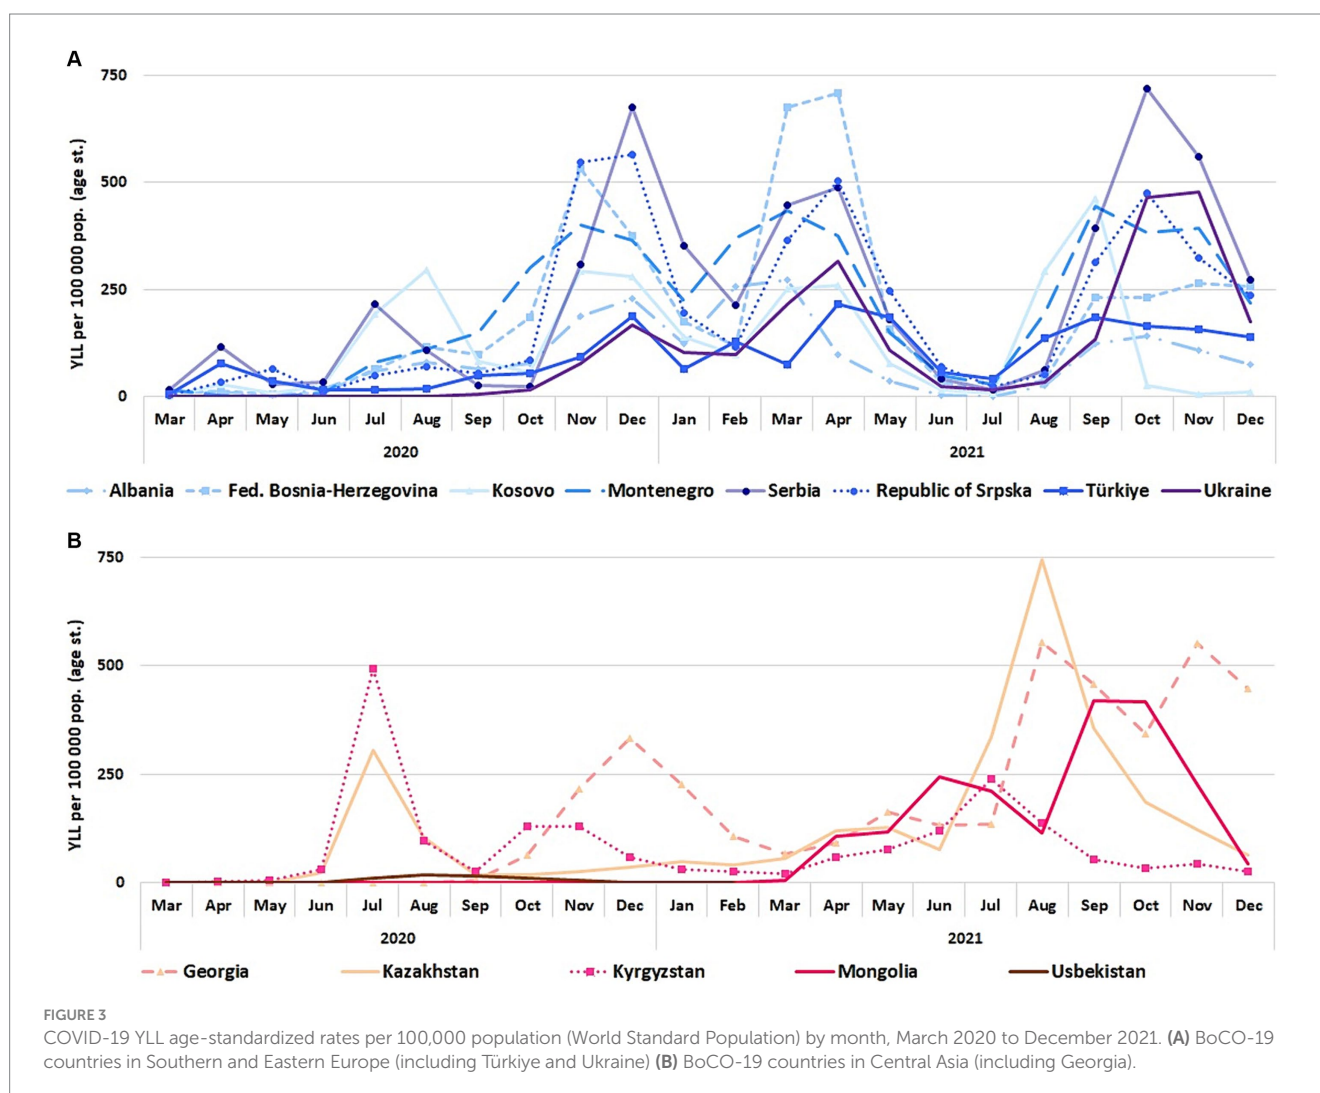 A
YLL per 100 000 pop. (age st.)
750
500
250
0
Mar Apr May Jun Jul Aug Sep Oct Nov Dec Jan Feb Mar Apr May Jun Jul Aug Sep Oct Nov Dec
2020 2021
Albania Fed. Bosnia-Herzegovina Kosovo Montenegro Serbia Republic of Srpska Türkiye Ukraine
B
YLL per 100 000 pop. (age st.)
750
500
250
0
Mar Apr May Jun Jul Aug Sep Oct Nov Dec Jan Feb Mar Apr May Jun Jul Aug Sep Oct Nov Dec
2020 2021
Georgia Kazakhstan Kyrgyzstan Mongolia Usbekistan
FIGURE 3
COVID-19 YLL age-standardized rates per 100,000 population (World Standard Population) by month, March 2020 to December 2021. (A) BoCO-19
countries in Southern and Eastern Europe (including Türkiye and Ukraine) (B) BoCO-19 countries in Central Asia (including Georgia).